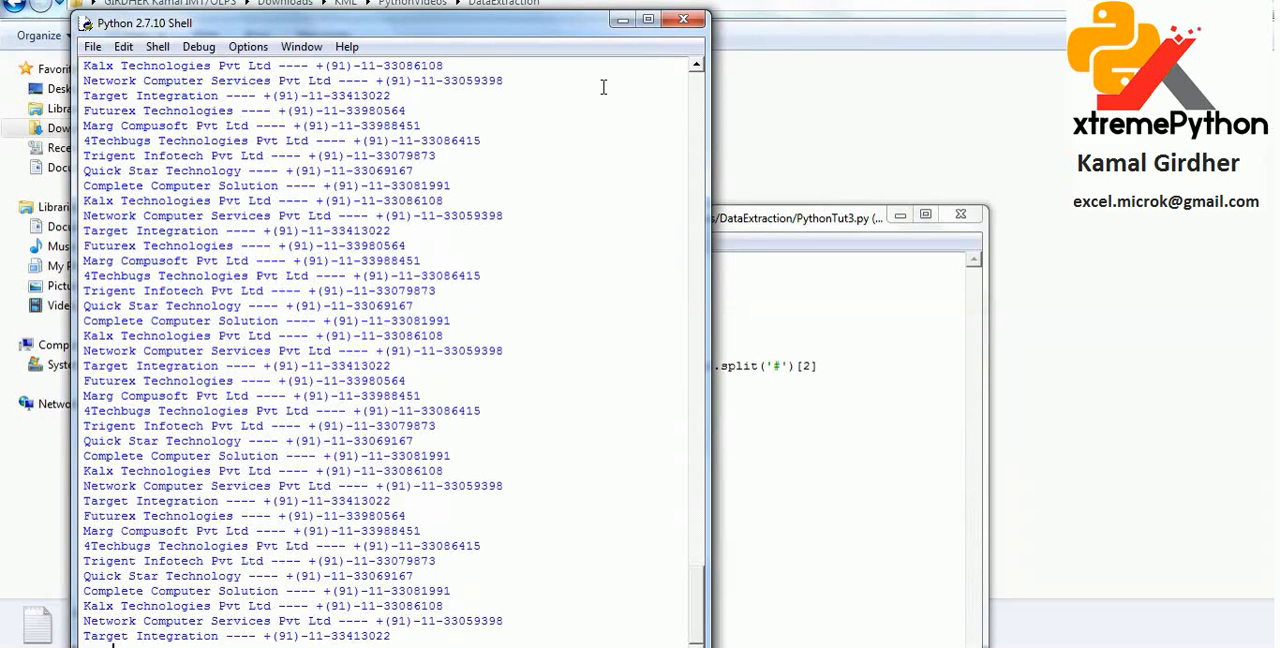 GIRDHER Kamal IMT/OLPS
Downloads
KML
PythonVideos
DataExtraction
Python 2.7.10 Shell
Organize
File Edit Shell Debug Options Window Help
Kalx Technologies Pvt Ltd ---- +(91)-11-33086108
Network Computer Services Pvt Ltd ---- +(91)-11-33059398
Target Integration ---- +(91)-11-33413022
Futurex Technologies ---- +(91)-11-33980564
Marg Compusoft Pvt Ltd ---- +(91)-11-33988451
4Techbugs Technologies Pvt Ltd ---- +(91)-11-33086415
Trigent Infotech Pvt Ltd ---- +(91)-11-33079873
Quick Star Technology ---- +(91)-11-33069167
Complete Computer Solution ---- +(91)-11-33081991
Kalx Technologies Pvt Ltd ---- +(91)-11-33086108
Network Computer Services Pvt Ltd ---- +(91)-11-33059398
Target Integration ---- +(91)-11-33413022
Futurex Technologies ---- +(91)-11-33980564
Marg Compusoft Pvt Ltd ---- +(91)-11-33988451
4Techbugs Technologies Pvt Ltd ---- +(91)-11-33086415
Trigent Infotech Pvt Ltd ---- +(91)-11-33079873
Quick Star Technology ---- +(91)-11-33069167
Complete Computer Solution ---- +(91)-11-33081991
Kalx Technologies Pvt Ltd ---- +(91)-11-33086108
Network Computer Services Pvt Ltd ---- +(91)-11-33059398
Target Integration ---- +(91)-11-33413022
Futurex Technologies ---- +(91)-11-33980564
Marg Compusoft Pvt Ltd ---- +(91)-11-33988451
4Techbugs Technologies Pvt Ltd ---- +(91)-11-33086415
Trigent Infotech Pvt Ltd ---- +(91)-11-33079873
Quick Star Technology ---- +(91)-11-33069167
Complete Computer Solution ---- +(91)-11-33081991
Kalx Technologies Pvt Ltd ---- +(91)-11-33086108
Network Computer Services Pvt Ltd ---- +(91)-11-33059398
Target Integration ---- +(91)-11-33413022
Futurex Technologies ---- +(91)-11-33980564
Marg Compusoft Pvt Ltd ---- +(91)-11-33988451
4Techbugs Technologies Pvt Ltd ---- +(91)-11-33086415
Trigent Infotech Pvt Ltd ---- +(91)-11-33079873
Quick Star Technology ---- +(91)-11-33069167
Complete Computer Solution ---- +(91)-11-33081991
Kalx Technologies Pvt Ltd ---- +(91)-11-33086108
Network Computer Services Pvt Ltd ---- +(91)-11-33059398
Target Integration ---- +(91)-11-33413022
Favori
Desk
Libra
Dow
Rece
Docu
Librari
Docu
Mus
My P
Pictu
Vide
Comp
Syste
Netwo
s/DataExtraction/PythonTut3.py (...
.split('#')[2]
xtremePython
Kamal Girdher
excel.microk@gmail.com